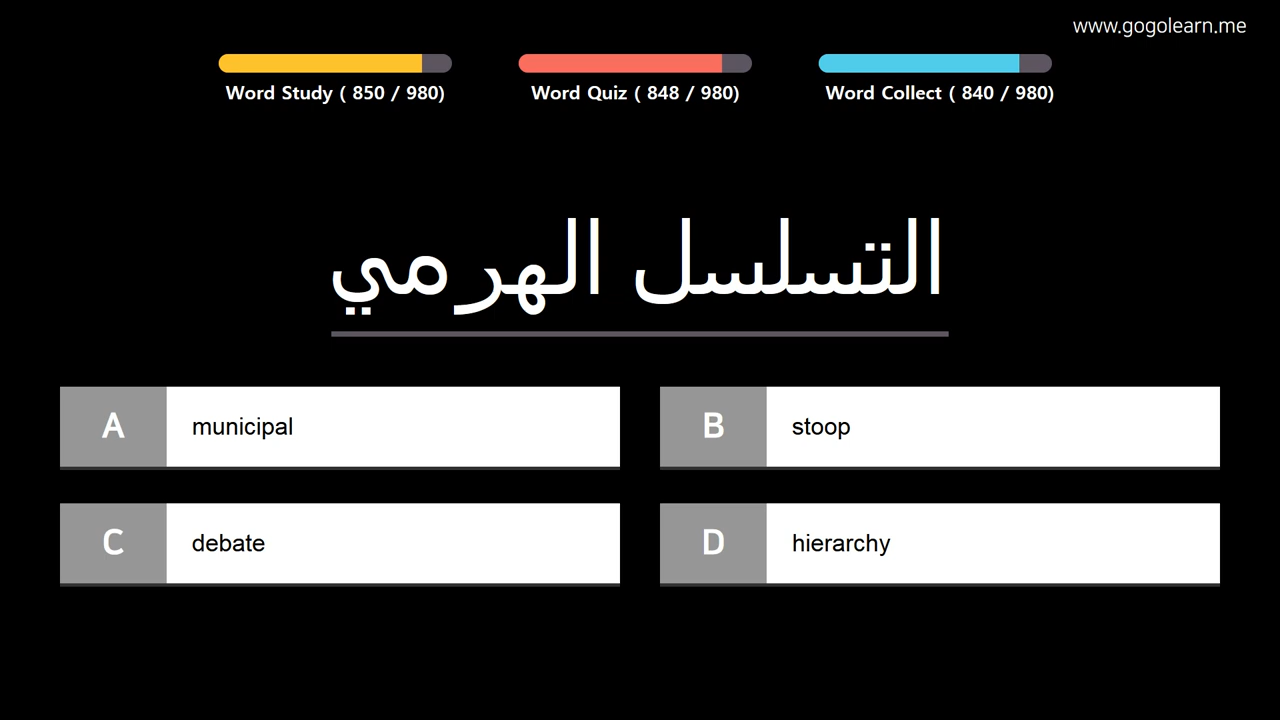 www.gogolearn.me
Word Study ( 850 / 980)
Word Quiz ( 848 / 980)
Word Collect ( 840 / 980)
التسلسل الهرمي
A municipal
B stoop
C debate
D hierarchy